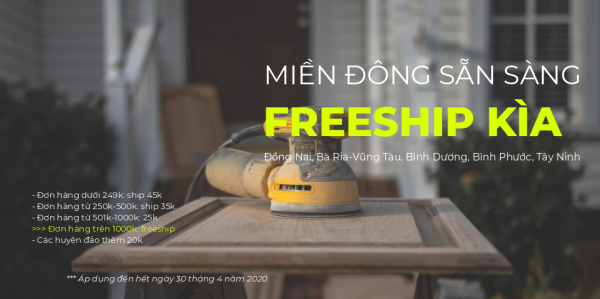 MIỀN ĐÔNG SẴN SÀNG
FREESHIP KÌA
Đồng Nai, Bà Rịa-Vũng Tàu, Bình Dương, Bình Phước, Tây Ninh
- Đơn hàng dưới 249k: ship 45k
- Đơn hàng từ 250k-500k: ship 35k
- Đơn hàng từ 501k-1000k: 25k
>>> Đơn hàng trên 1000k: freeship
- Các huyện đảo thêm 20k
*** Áp dụng đến hết ngày 30 tháng 4 năm 2020